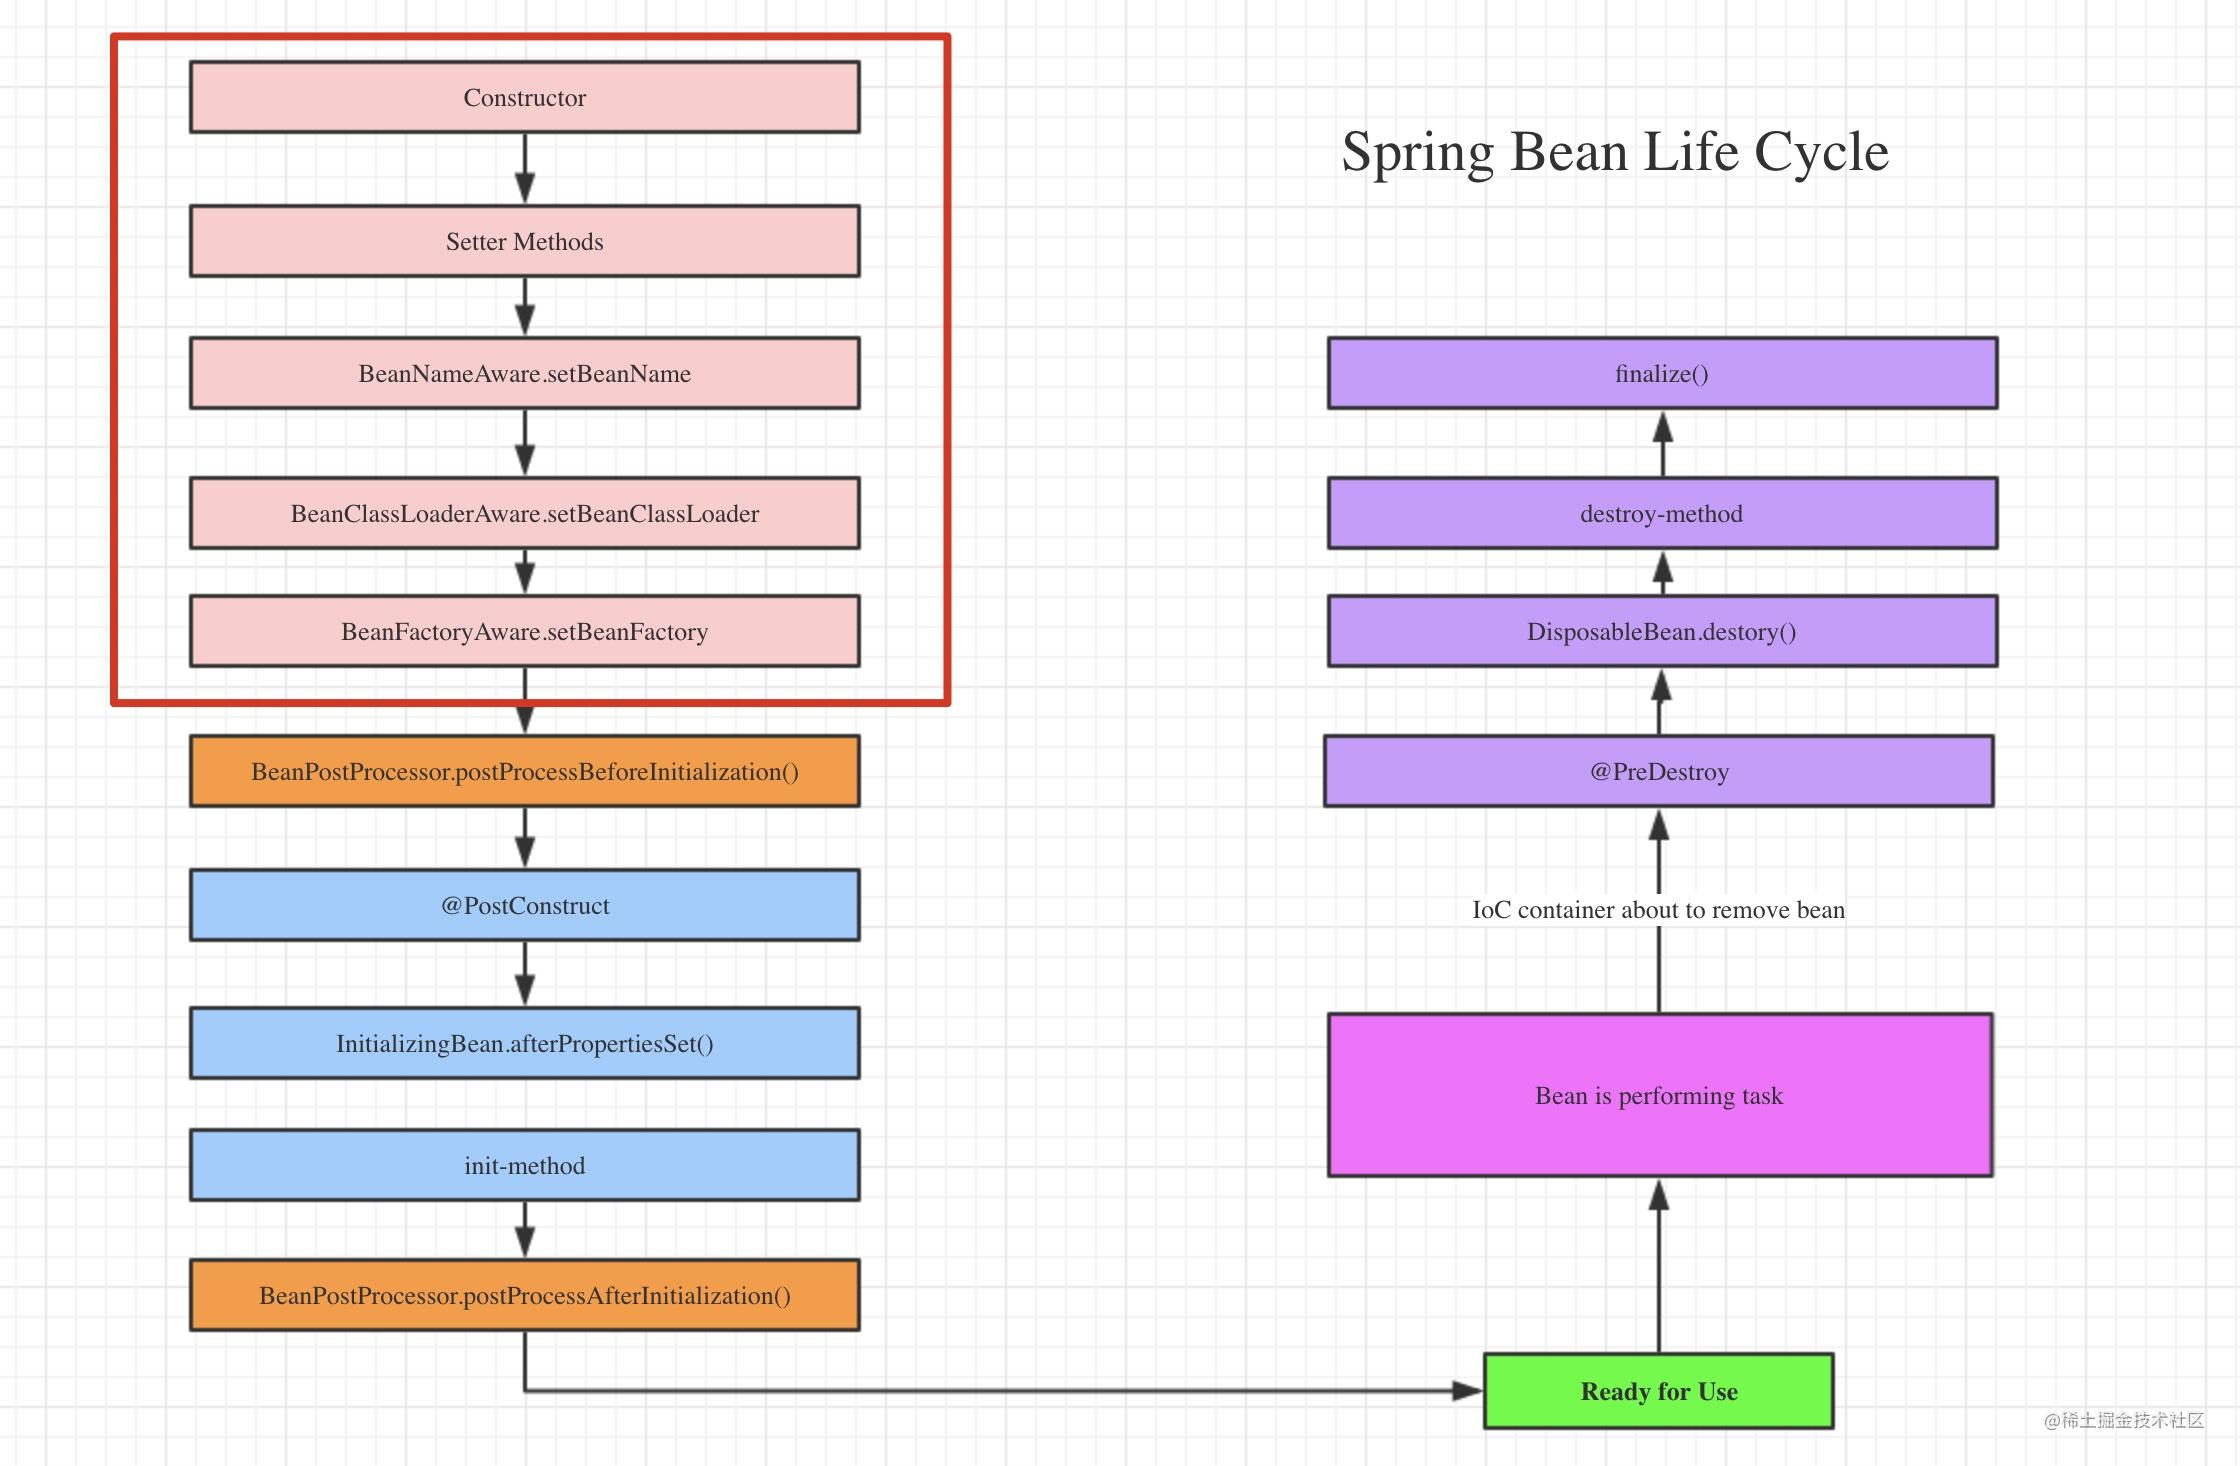 Spring Bean Life Cycle
Constructor
Setter Methods
BeanNameAware.setBeanName
BeanClassLoaderAware.setBeanClassLoader
BeanFactoryAware.setBeanFactory
BeanPostProcessor.postProcessBeforeInitialization()
@PostConstruct
InitializingBean.afterPropertiesSet()
init-method
BeanPostProcessor.postProcessAfterInitialization()
Ready for Use
Bean is performing task
IoC container about to remove bean
@PreDestroy
DisposableBean.destory()
destroy-method
finalize()
@稀土掘金技术社区